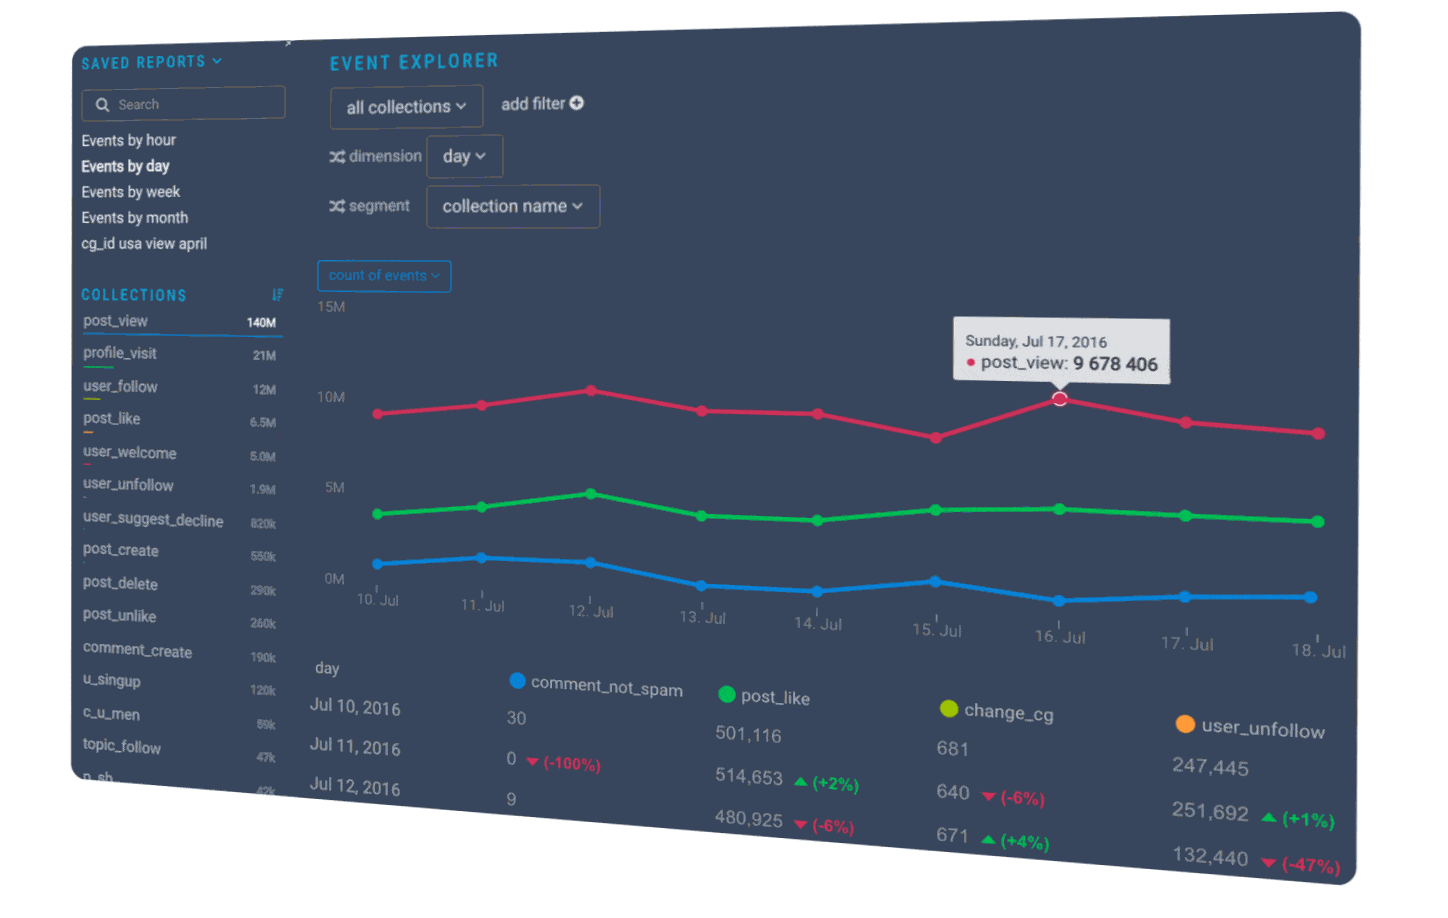 SAVED REPORTS
Search
Events by hour
Events by day
Events by week
Events by month
cg_id usa view april
COLLECTIONS
post_view 140M
profile_visit 21M
user_follow 12M
post_like 6.5M
user_welcome 5.0M
user_unfollow 1.9M
user_suggest_decline 820k
post_create 550k
post_delete 290k
post_unlike 260k
comment_create 190k
u_singup 120k
c_u_men 59k
topic_follow 47k
42k
EVENT EXPLORER
all collections add filter
dimension day
segment collection name
count of events
15M
10M
5M
0M
Sunday, Jul 17, 2016
post_view: 9 678 406
10. Jul 11. Jul 12. Jul 13. Jul 14. Jul 15. Jul 16. Jul 17. Jul 18. Jul
day comment_not_spam post_like change_cg user_unfollow
Jul 10, 2016 30 501,116 681 247,445
Jul 11, 2016 0 (-100%) 514,653 (+2%) 640 (-6%) 251,692 (+1%)
Jul 12, 2016 9 480,925 (-6%) 671 (+4%) 132,440 (-47%)